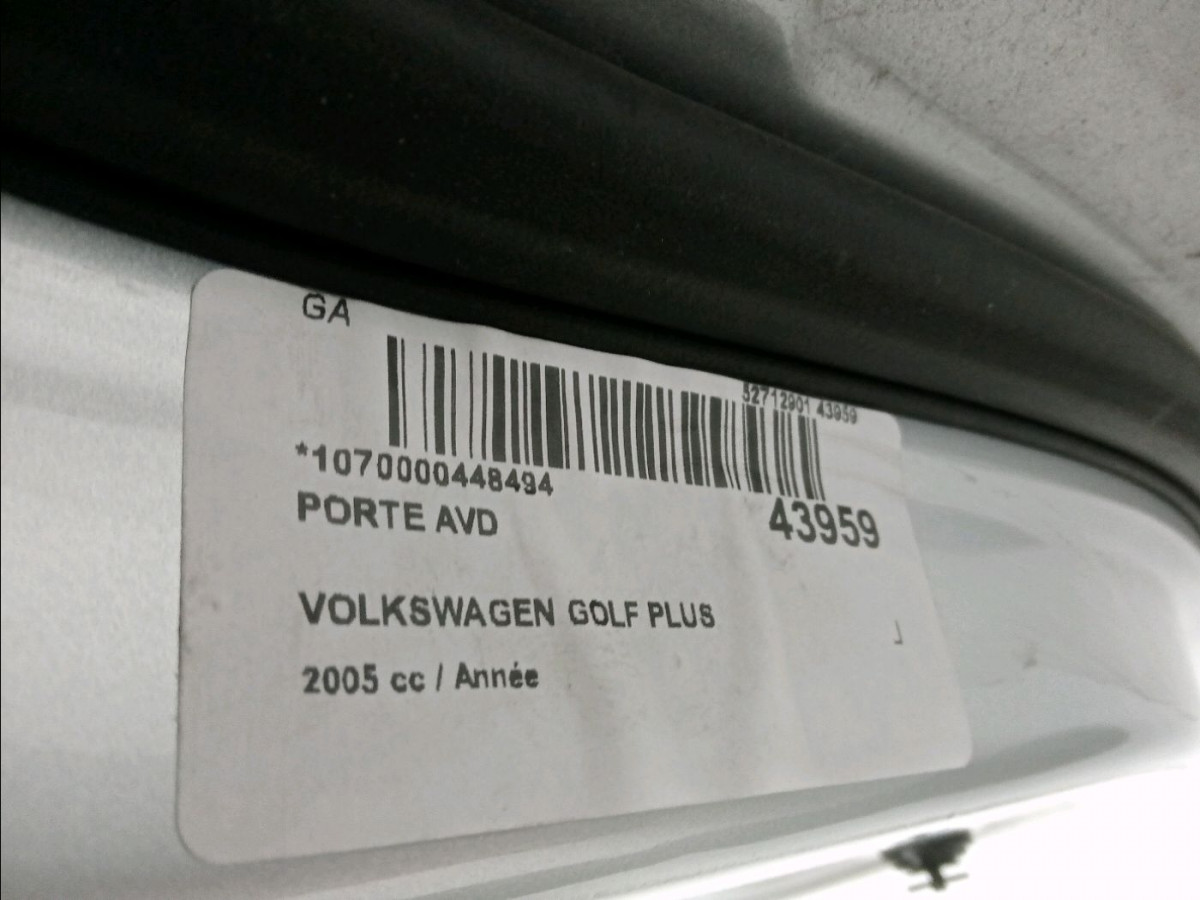 GA
52712901 43959
*1070000448494
PORTE AVD
43959
VOLKSWAGEN GOLF PLUS
2005 cc / Année